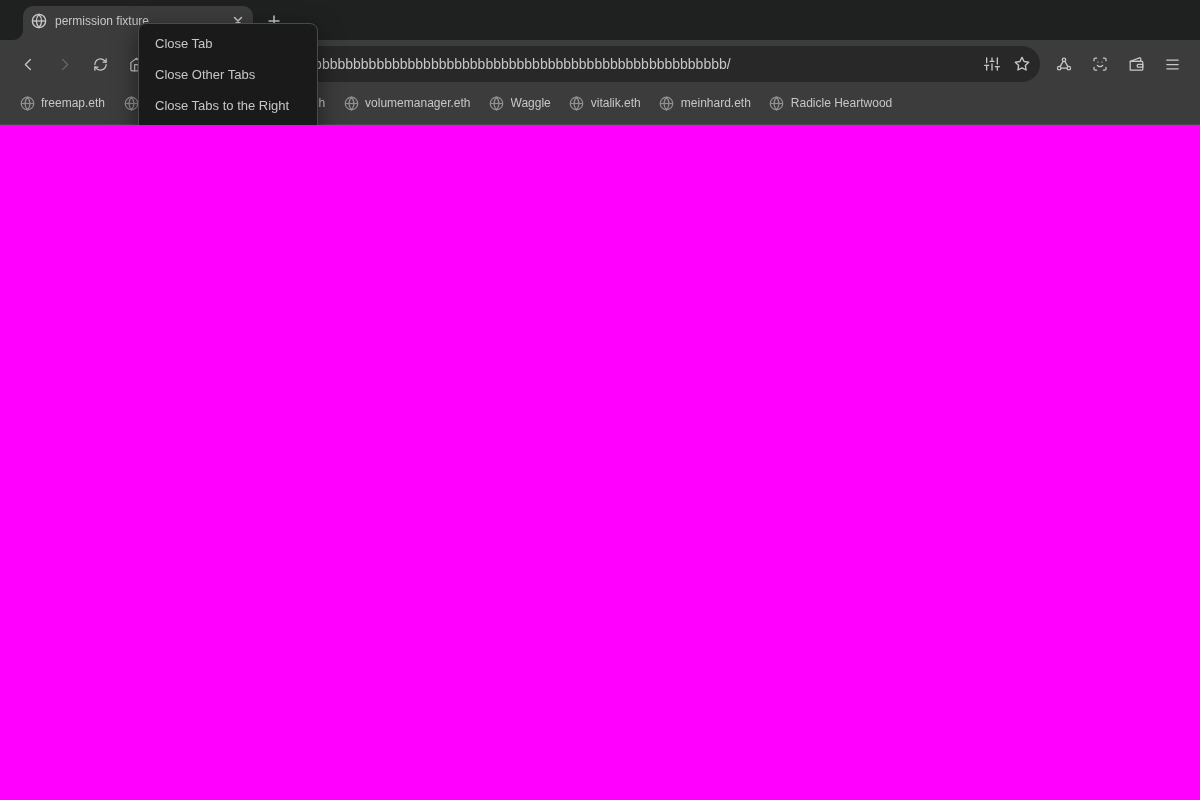 permission fixture
Close Tab
Close Other Tabs
Close Tabs to the Right
bbbbbbbbbbbbbbbbbbbbbbbbbbbbbbbbbbbbbbbbbbbbbbbbbbbbb/
freemap.eth
h
volumemanager.eth
Waggle
vitalik.eth
meinhard.eth
Radicle Heartwood